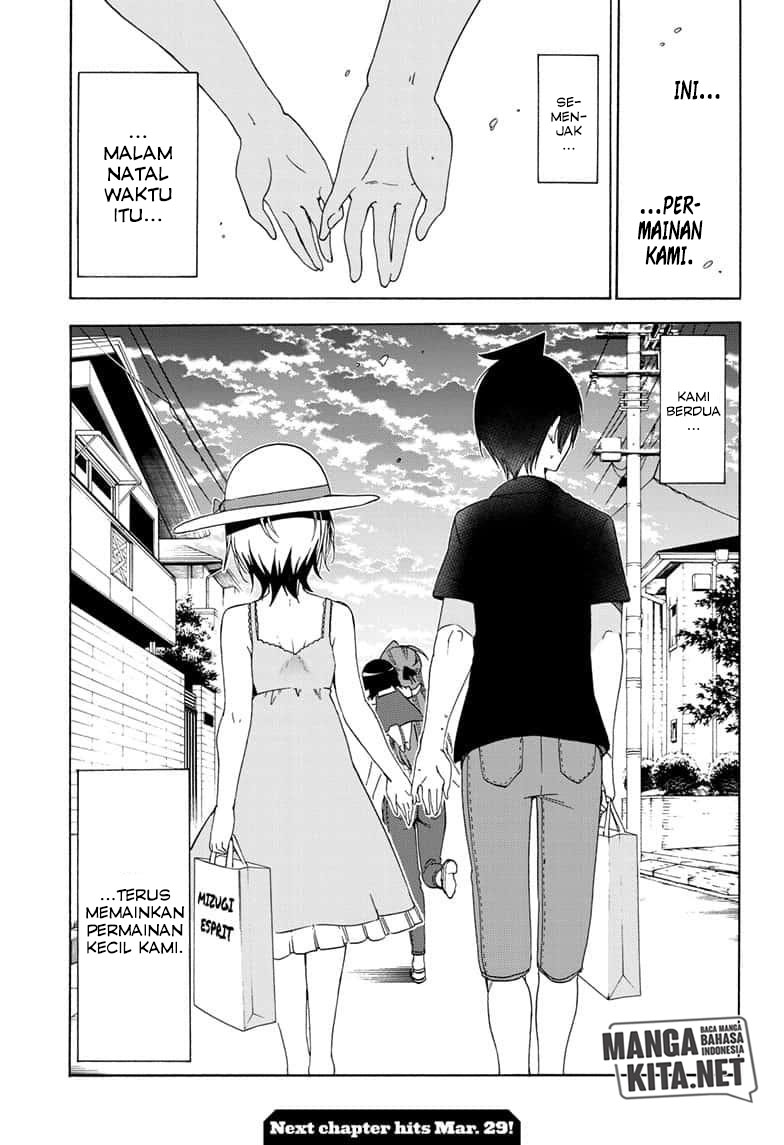 INI...
...PER-
MAINAN
KAMI.
SE-
MEN-
JAK
...
...
MALAM
NATAL
WAKTU
ITU...
KAMI
BERDUA
...
...TERUS
MEMAINKAN
PERMAINAN
KECIL KAMI.
MIZUGI
ESPRIT
MANGA
KITA.NET
BACA MANGA
BAHASA
INDONESIA
Next chapter hits Mar. 29!